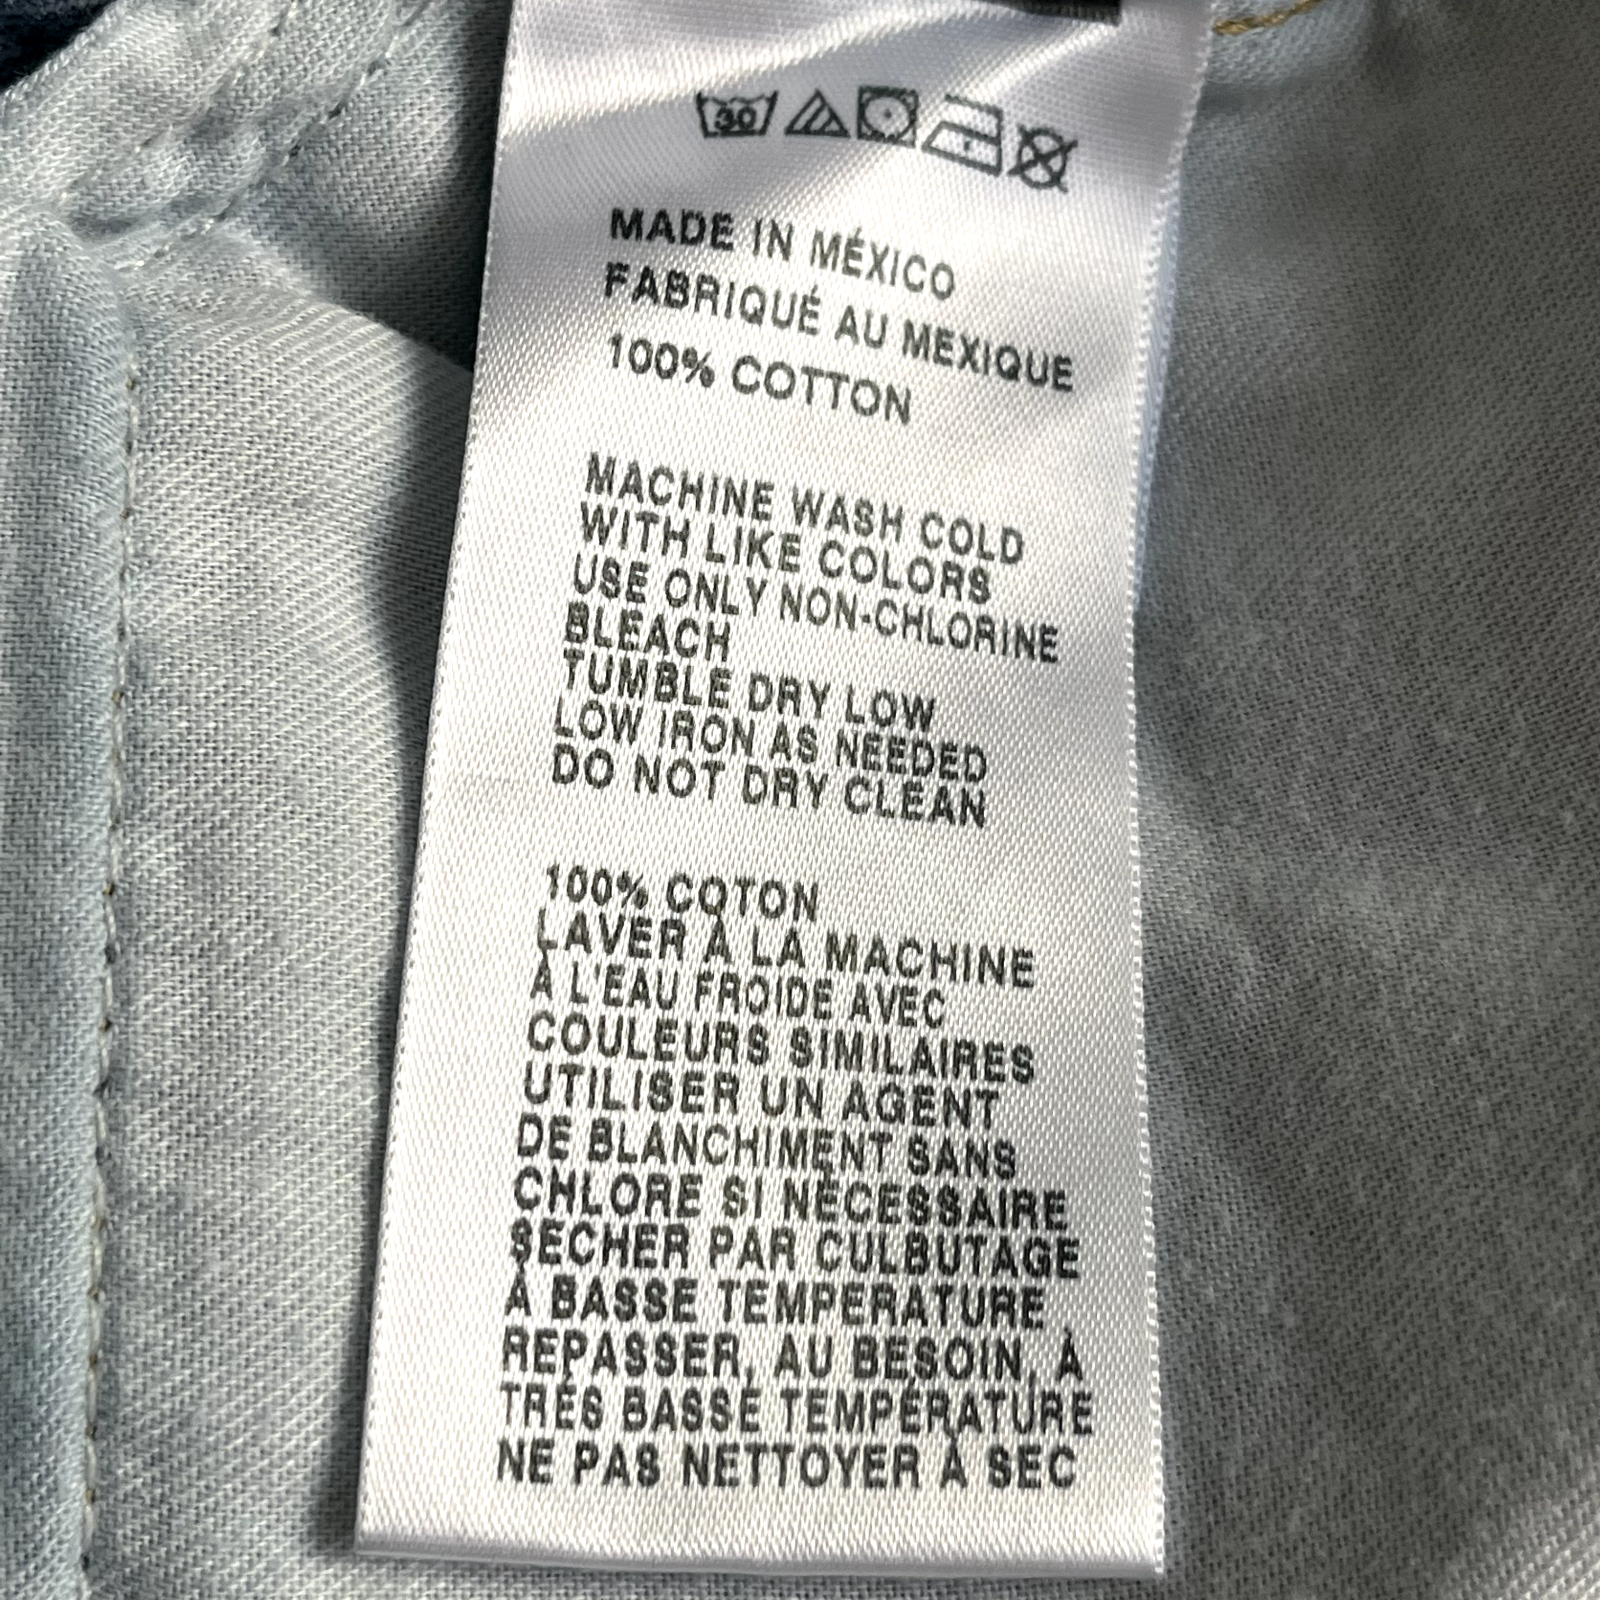 30
MADE IN MÉXICO
FABRIQUÉ AU MEXIQUE
100% COTTON
MACHINE WASH COLD
WITH LIKE COLORS
USE ONLY NON-CHLORINE
BLEACH
TUMBLE DRY LOW
LOW IRON AS NEEDED
DO NOT DRY CLEAN
100% COTON
LAVER À LA MACHINE
À L'EAU FROIDE AVEC
COULEURS SIMILAIRES
UTILISER UN AGENT
DE BLANCHIMENT SANS
CHLORE SI NÉCESSAIRE
SÉCHER PAR CULBUTAGE
À BASSE TEMPERATURE
REPASSER, AU BESOIN, À
TRÈS BASSE TEMPÉRATURE
NE PAS NETTOYER À SEC